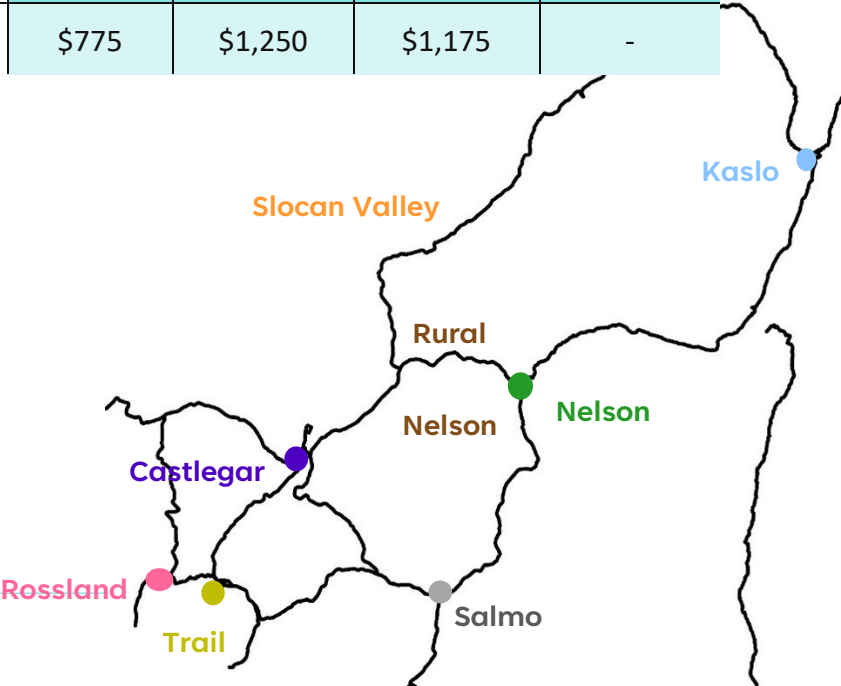 $775 $1,250 $1,175 -
Kaslo
Slocan Valley
Rural
Nelson
Nelson
Castlegar
Rossland
Salmo
Trail